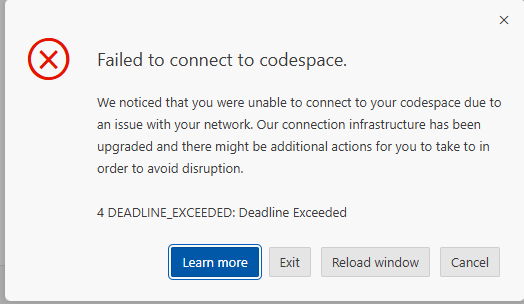 Failed to connect to codespace.
We noticed that you were unable to connect to your codespace due to
an issue with your network. Our connection infrastructure has been
upgraded and there might be additional actions for you to take to in
order to avoid disruption.
4 DEADLINE_EXCEEDED: Deadline Exceeded
Learn more Exit Reload window Cancel